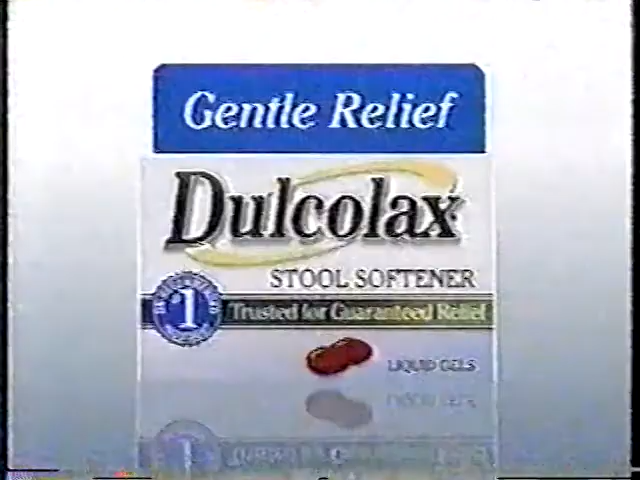 Gentle Relief
Dulcolax
STOOL SOFTENER
#1
Trusted for Guaranteed Relief
LIQUID GELS